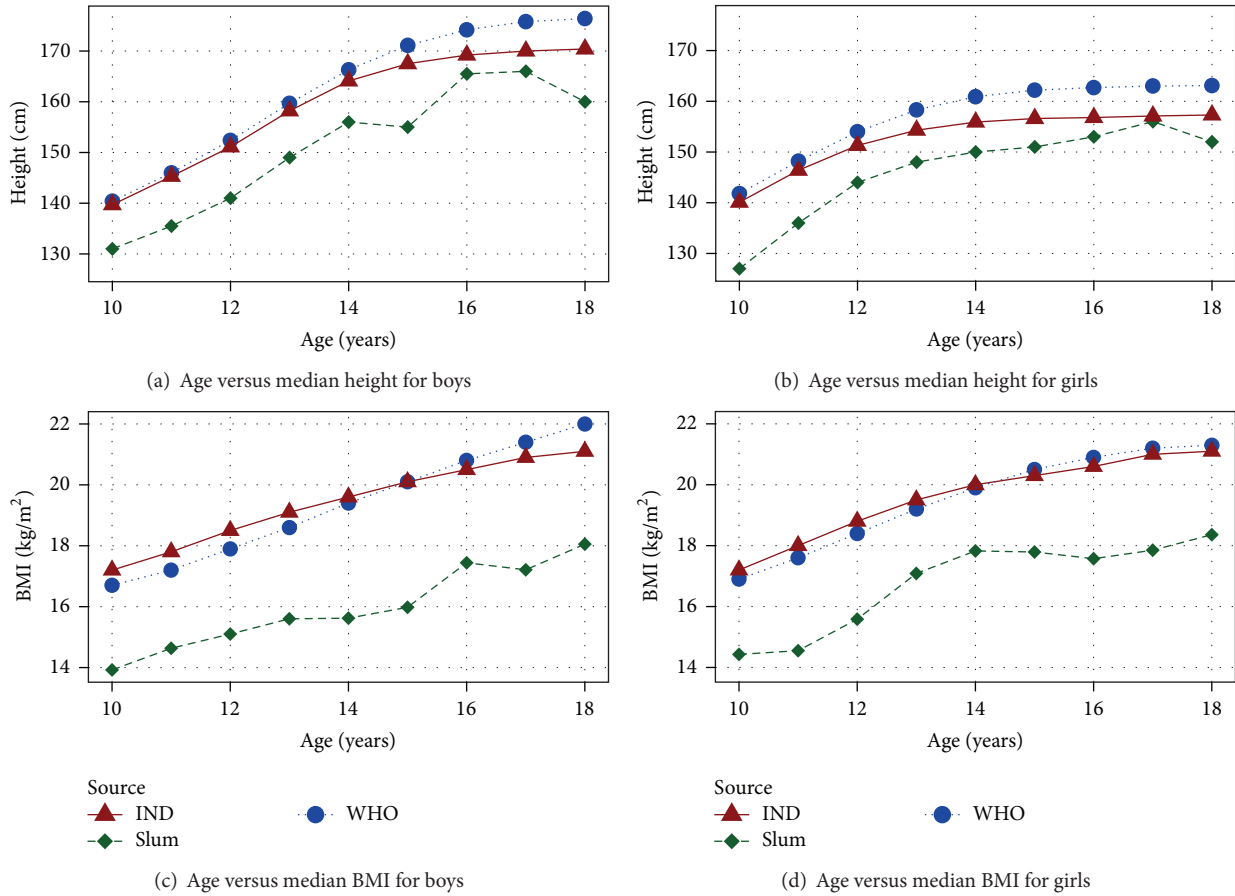 170
160
150
140
130
Height (cm)
10 12 14 16 18
Age (years)
(a) Age versus median height for boys
170
160
150
140
130
Height (cm)
10 12 14 16 18
Age (years)
(b) Age versus median height for girls
22
20
18
16
14
BMI (kg/m²)
10 12 14 16 18
Age (years)
Source
IND WHO
Slum
(c) Age versus median BMI for boys
22
20
18
16
14
BMI (kg/m²)
10 12 14 16 18
Age (years)
Source
IND WHO
Slum
(d) Age versus median BMI for girls